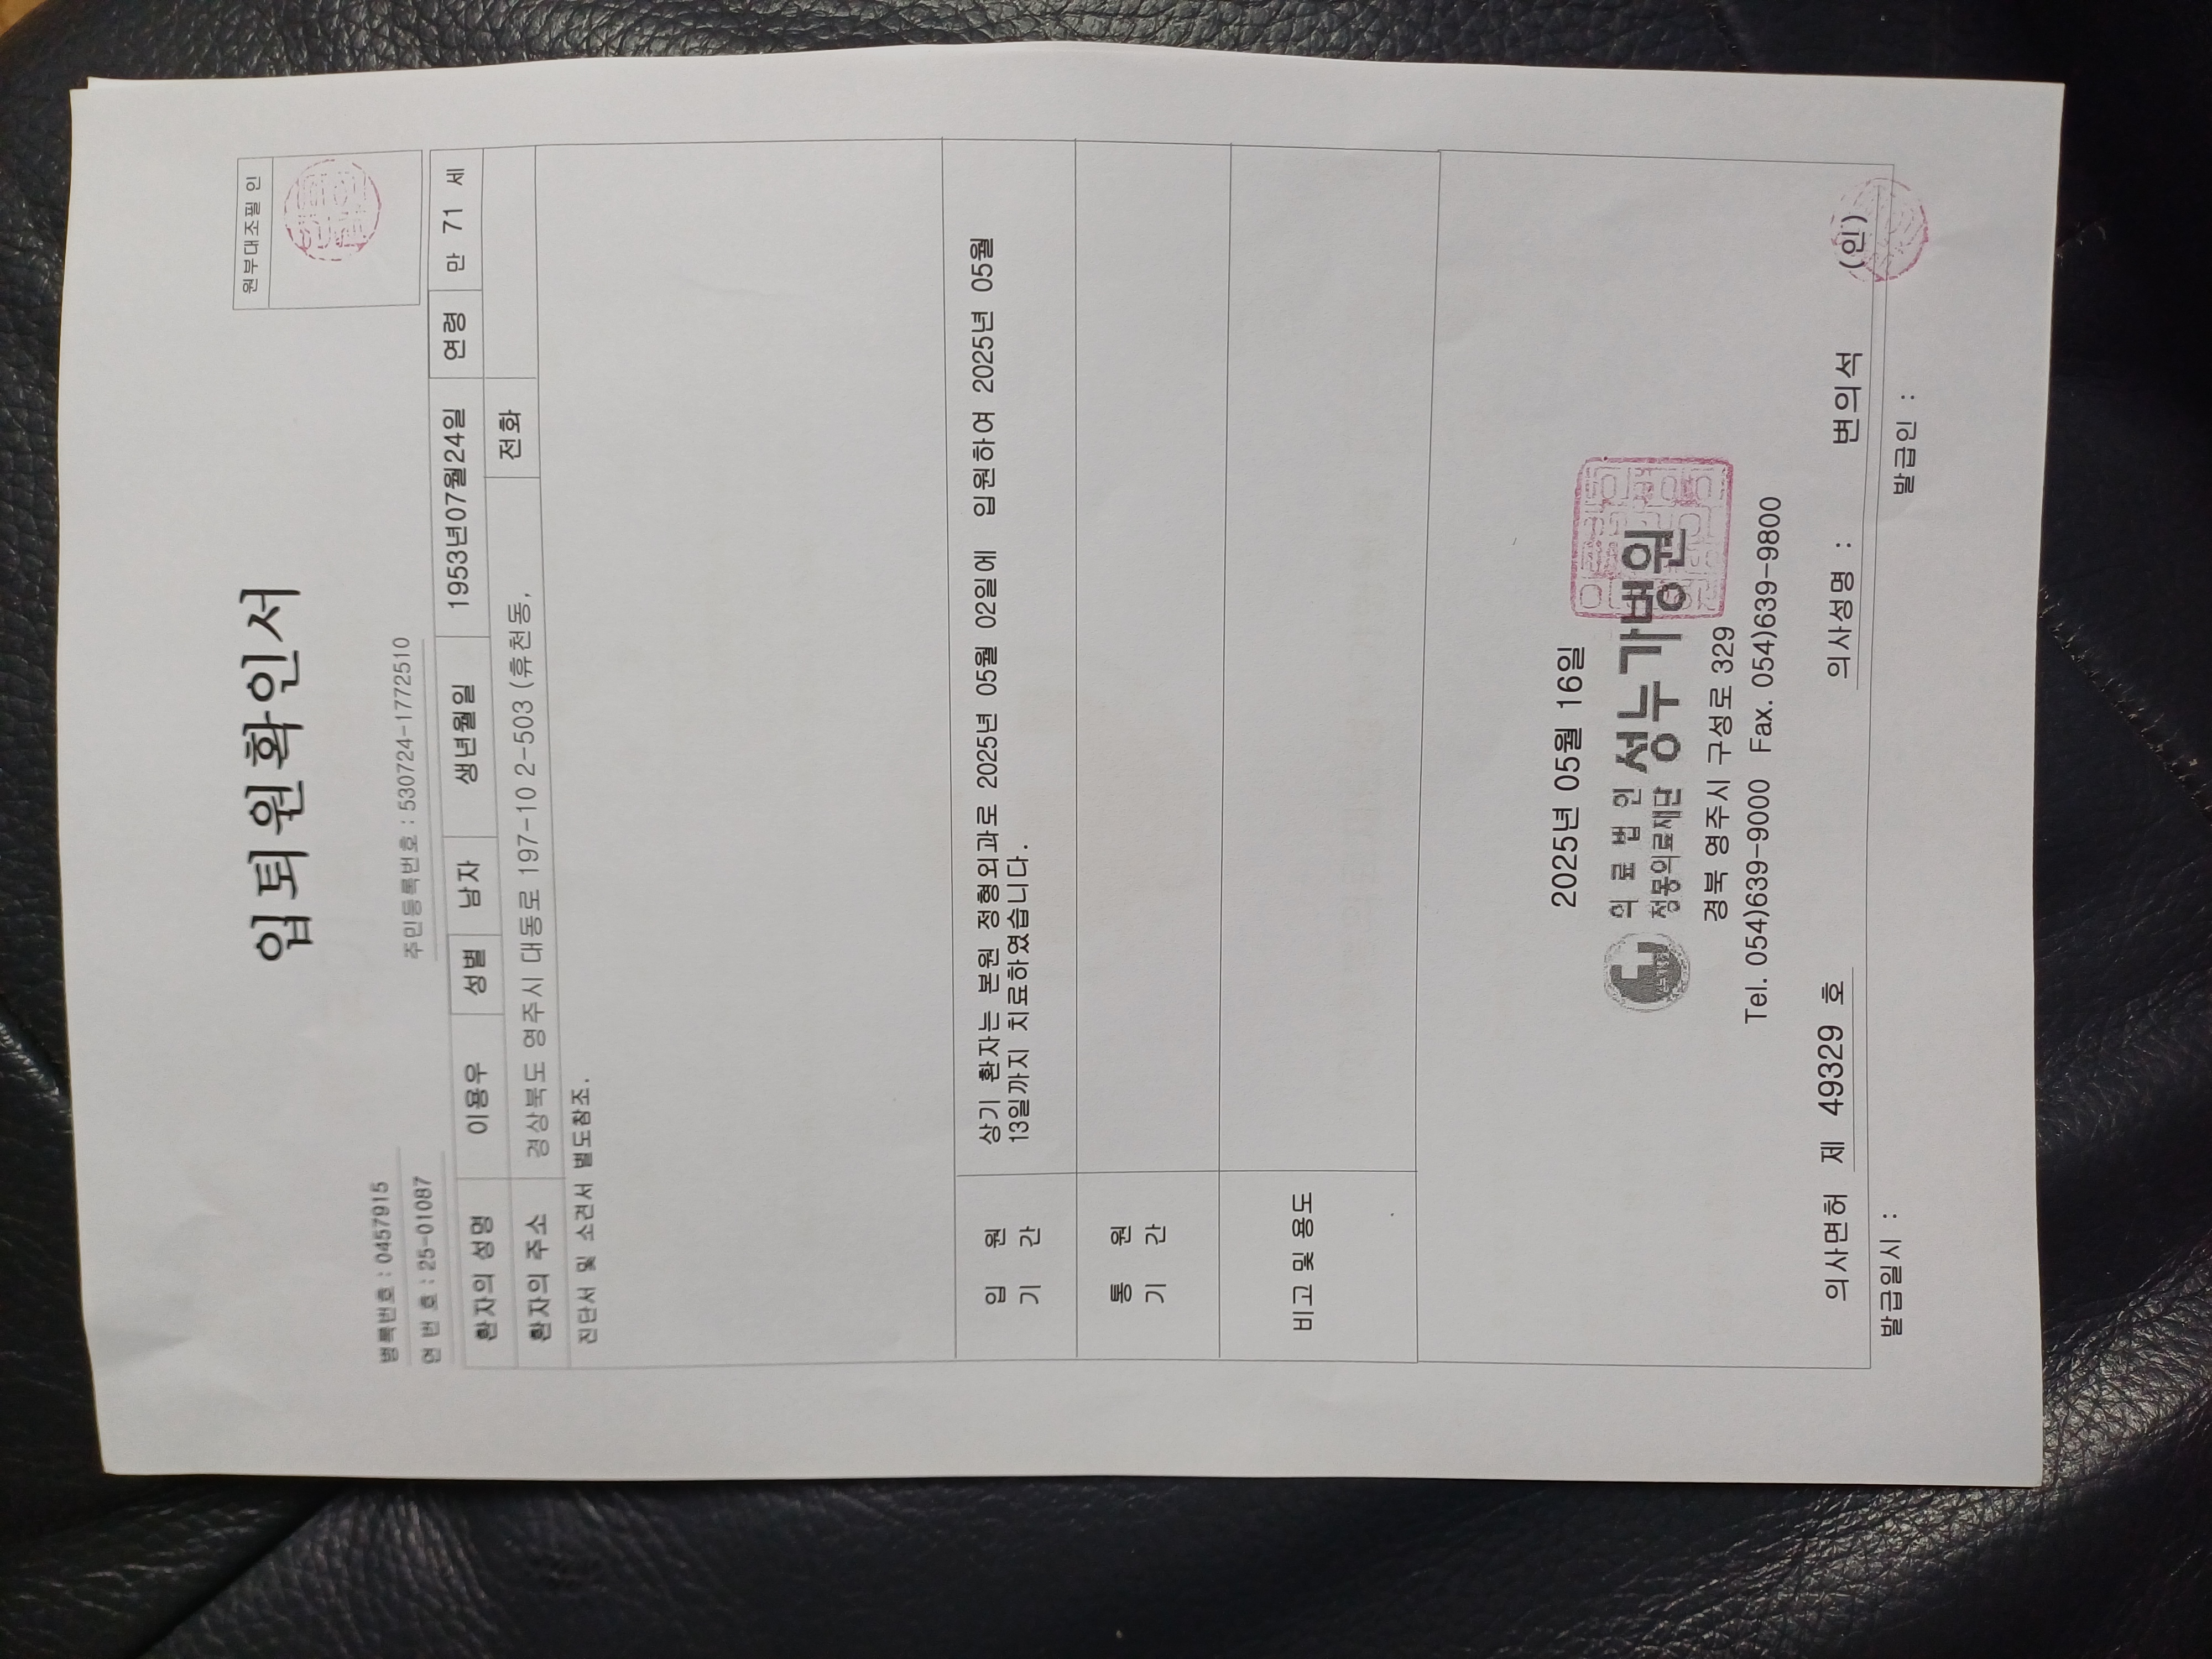 입퇴원확인서
원부대조필 인
병록번호 : 0457915
연 번 호 : 25-01087
주민등록번호 : 530724-1772510
환자의 성명 이용우 성별 남자 생년월일 1953년07월24일 연령 만 71 세
환자의 주소 경상북도 영주시 대동로 197-10 2-503 (휴천동, 전화
진단서 및 소견서 별도참조.
입 원 기 간
상기 환자는 본원 정형외과로 2025년 05월 02일에 입원하여 2025년 05월
13일까지 치료하였습니다.
통 원 기 간
비고 및 용도
2025년 05월 16일
의 료 법 인
청봉의료재단 성누가병원
경북 영주시 구성로 329
Tel. 054)639-9000 Fax. 054)639-9800
의사면허 제 49329 호 의사성명 : 변의석 (인)
발급일시 : 발급인 :